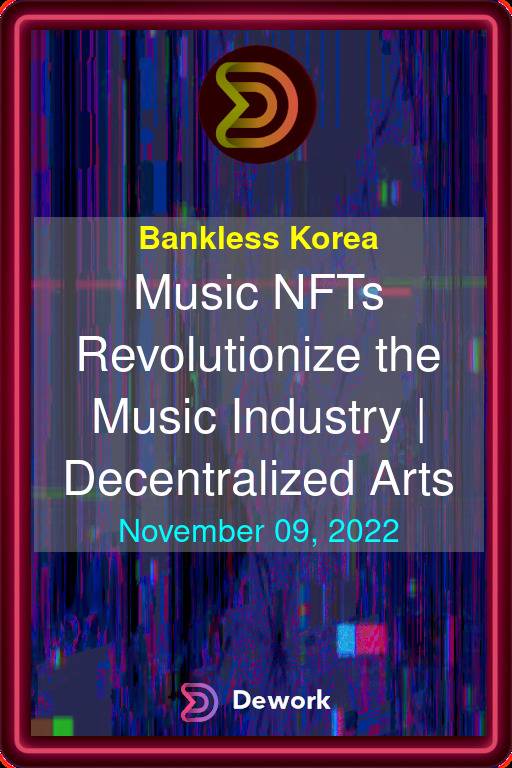 Bankless Korea
Music NFTs
Revolutionize the
Music Industry |
Decentralized Arts
November 09, 2022
Dework